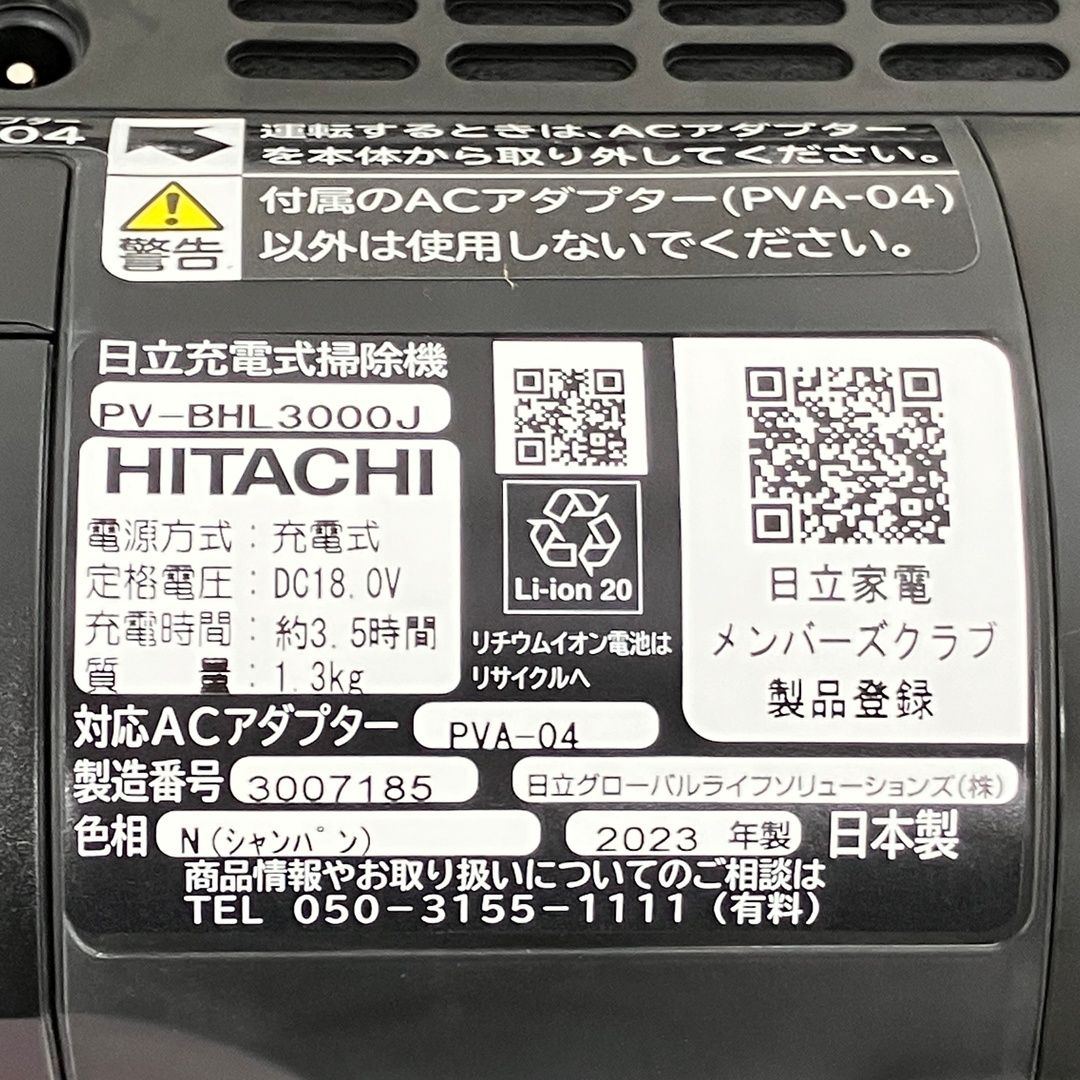 プター
04
運転するときは、ACアダプター
を本体から取り外してください。
警告
付属のACアダプター(PVA-04)
以外は使用しないでください。
日立充電式掃除機
PV-BHL3000J
HITACHI
電源方式：充電式
定格電圧：DC18.0V
充電時間：約3.5時間
質量：1.3kg
Li-ion 20
リチウムイオン電池は
リサイクルへ
日立家電
メンバーズクラブ
製品登録
対応ACアダプター PVA-04
製造番号 3007185
日立グローバルライフソリューションズ(株)
色相 N(シャンパン) 2023 年製 日本製
商品情報やお取り扱いについてのご相談は
TEL 050-3155-1111(有料)